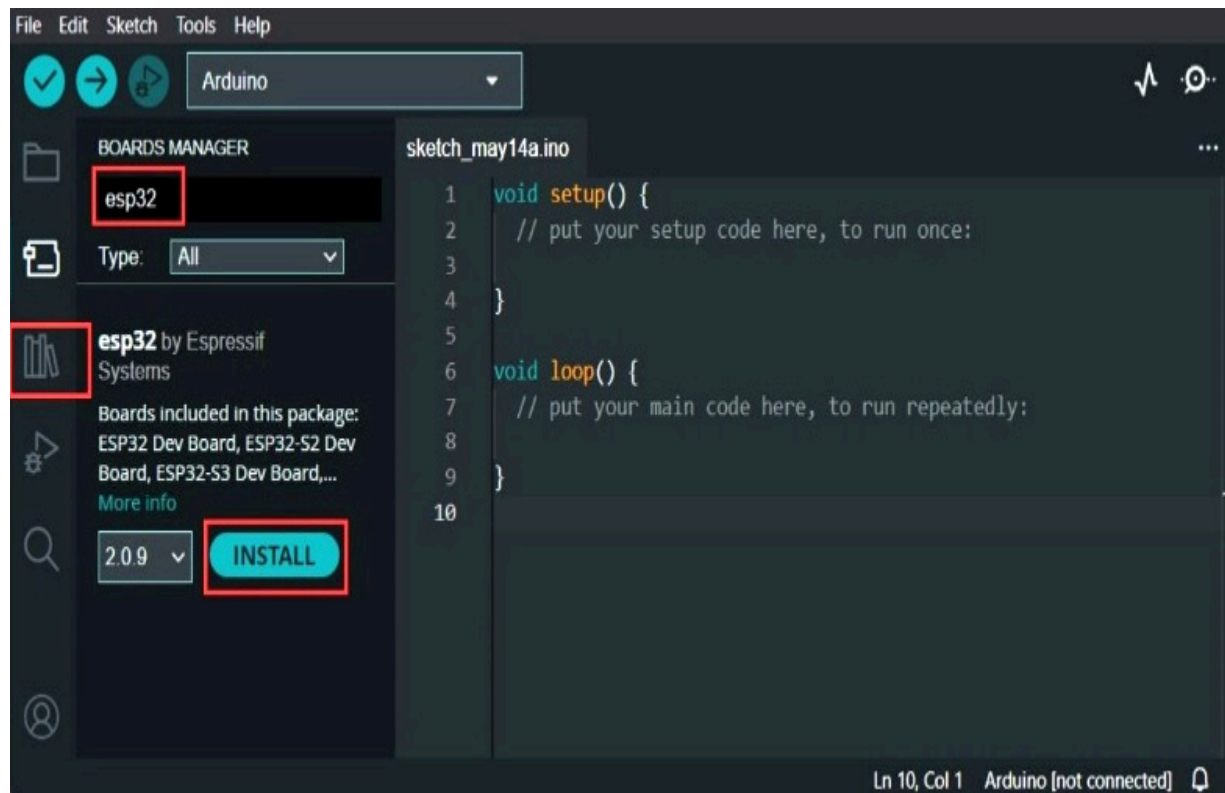 File Edit Sketch Tools Help
Arduino
BOARDS MANAGER
esp32
Type: All
esp32 by Espressif
Systems
Boards included in this package:
ESP32 Dev Board, ESP32-S2 Dev
Board, ESP32-S3 Dev Board,...
More info
2.0.9 INSTALL
sketch_may14a.ino ...
1 void setup() {
2 // put your setup code here, to run once:
3
4 }
5
6 void loop() {
7 // put your main code here, to run repeatedly:
8
9 }
10
Ln 10, Col 1 Arduino [not connected]